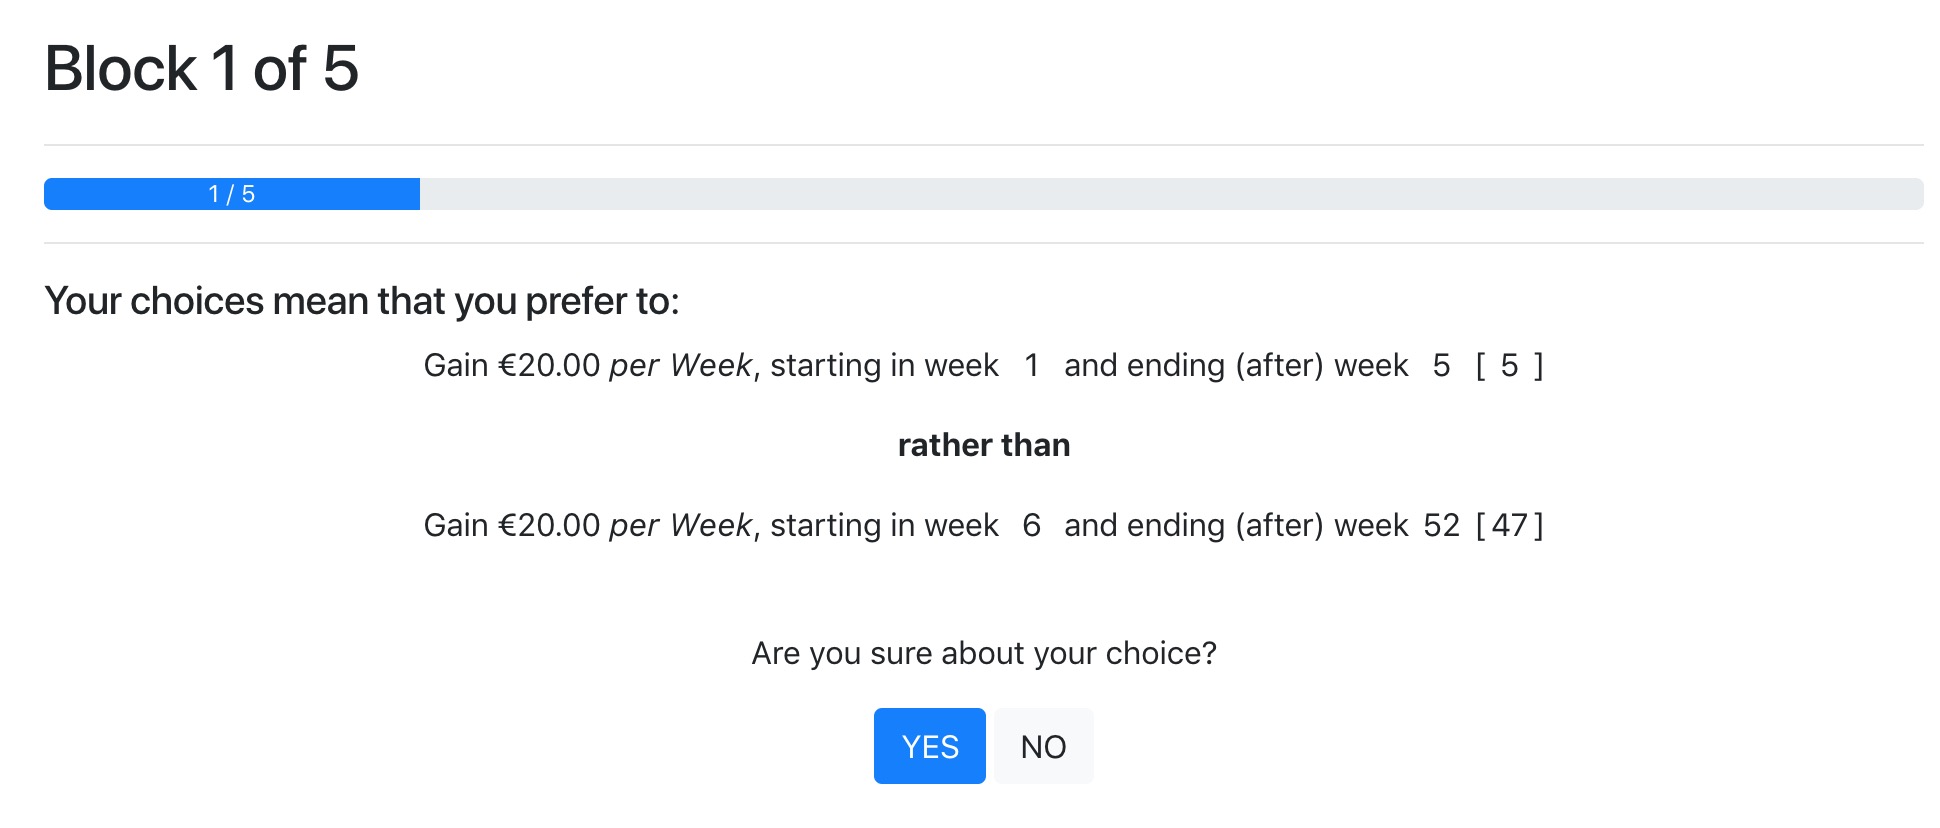 Block 1 of 5
1 / 5
Your choices mean that you prefer to:
Gain €20.00 per Week, starting in week 1 and ending (after) week 5 [ 5 ]
rather than
Gain €20.00 per Week, starting in week 6 and ending (after) week 52 [47]
Are you sure about your choice?
YES NO